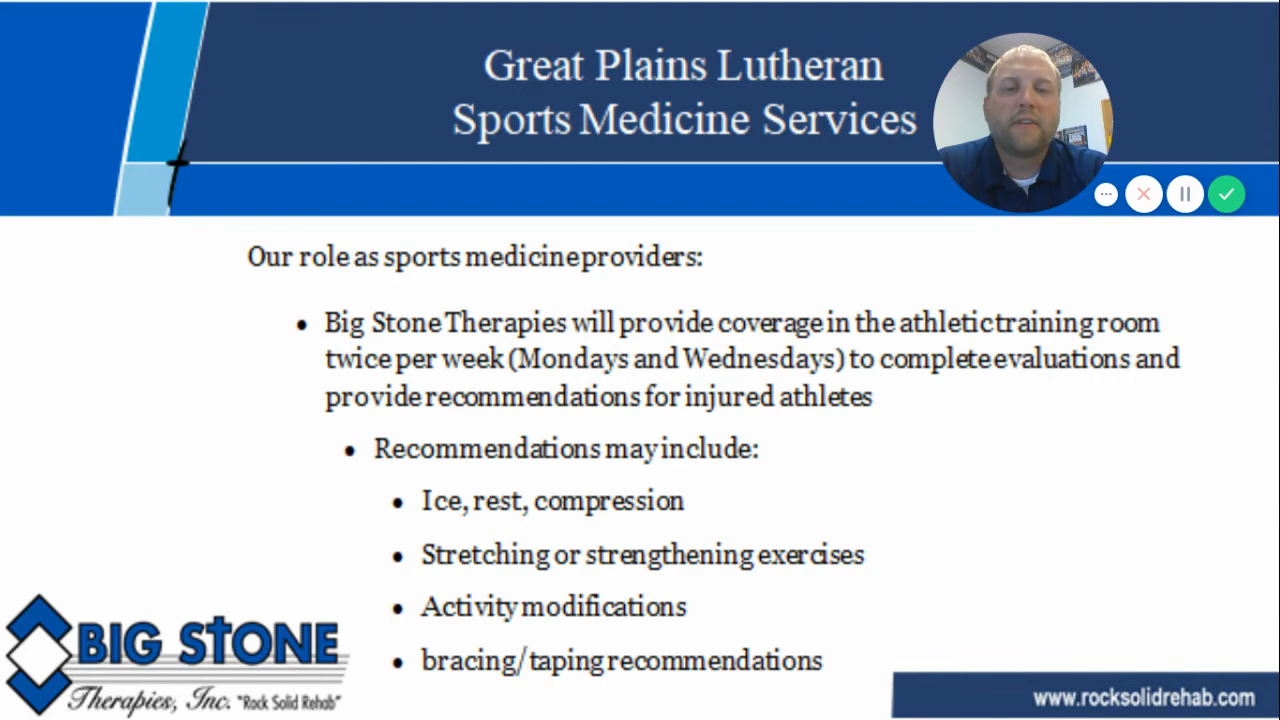 Great Plains Lutheran
Sports Medicine Services
Our role as sports medicine providers:
• Big Stone Therapies will provide coverage in the athletic training room
twice per week (Mondays and Wednesdays) to complete evaluations and
provide recommendations for injured athletes
• Recommendations may include:
• Ice, rest, compression
• Stretching or strengthening exercises
• Activity modifications
• bracing/taping recommendations
BIG STONE
Therapies, Inc. "Rock Solid Rehab"
www.rocksolidrehab.com